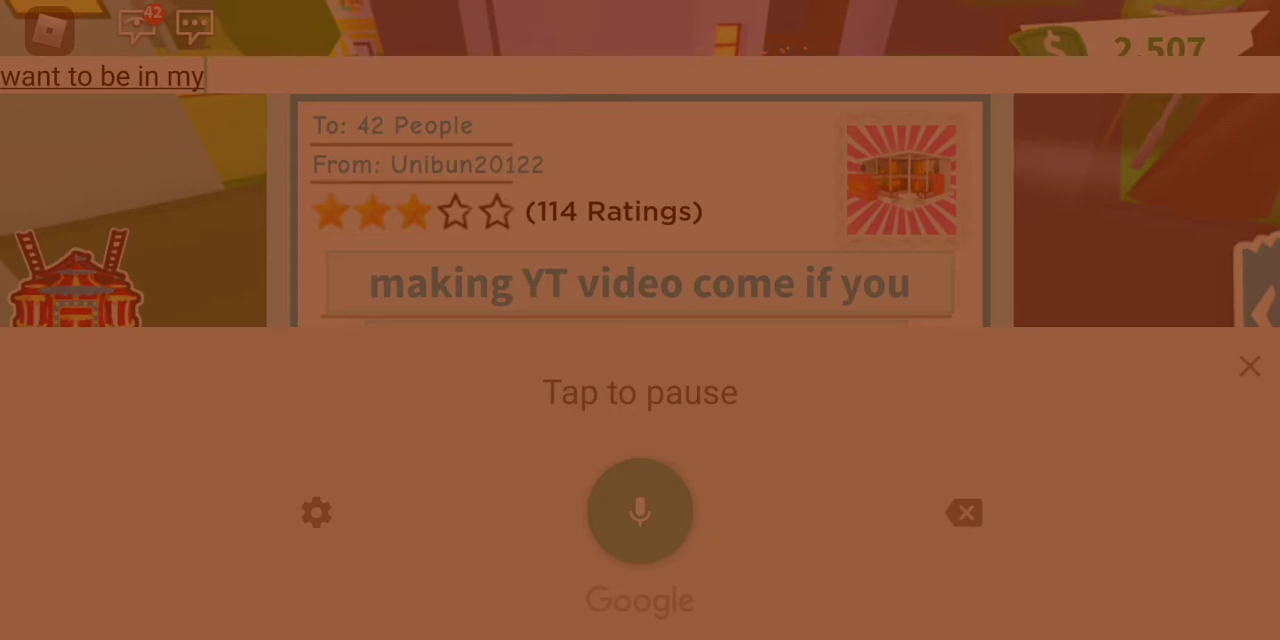 42
2,507
want to be in my
To: 42 People
From: Unibun20122
(114 Ratings)
making YT video come if you
Tap to pause
Google